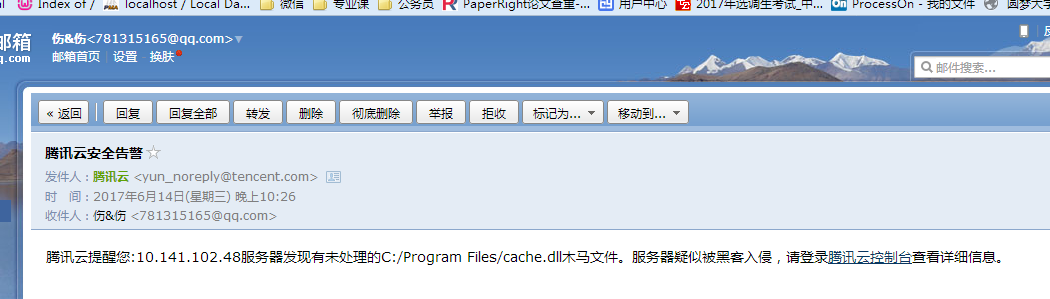 Index of /
localhost / Local Da...
微信
专业课
公务员
PaperRight论文查重-...
用户中心
2017年选调生考试_中...
ProcessOn - 我的文件
圆梦大学
邮箱
q.com
伤&伤<781315165@qq.com>
邮箱首页 | 设置 | 换肤
邮件搜索...
« 返回
回复
回复全部
转发
删除
彻底删除
举报
拒收
标记为...
移动到...
腾讯云安全告警
发件人：腾讯云 <yun_noreply@tencent.com>
时 间：2017年6月14日(星期三) 晚上10:26
收件人：伤&伤 <781315165@qq.com>
腾讯云提醒您:10.141.102.48服务器发现有未处理的C:/Program Files/cache.dll木马文件。服务器疑似被黑客入侵，请登录腾讯云控制台查看详细信息。